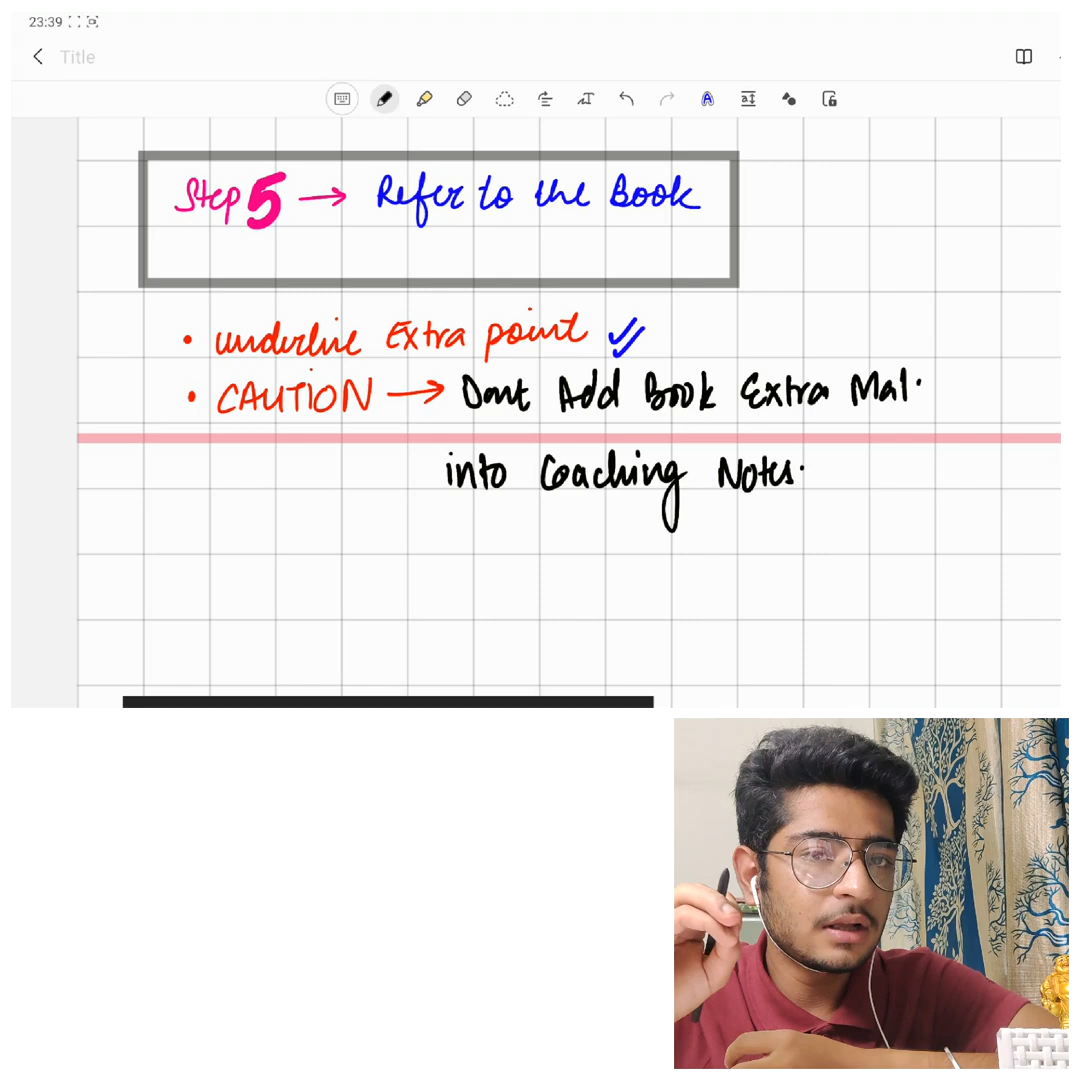 23:39
Title
Step 5 → Refer to the Book
• underline Extra point
• CAUTION → Dont Add Book Extra Mal.
into Coaching Notes.